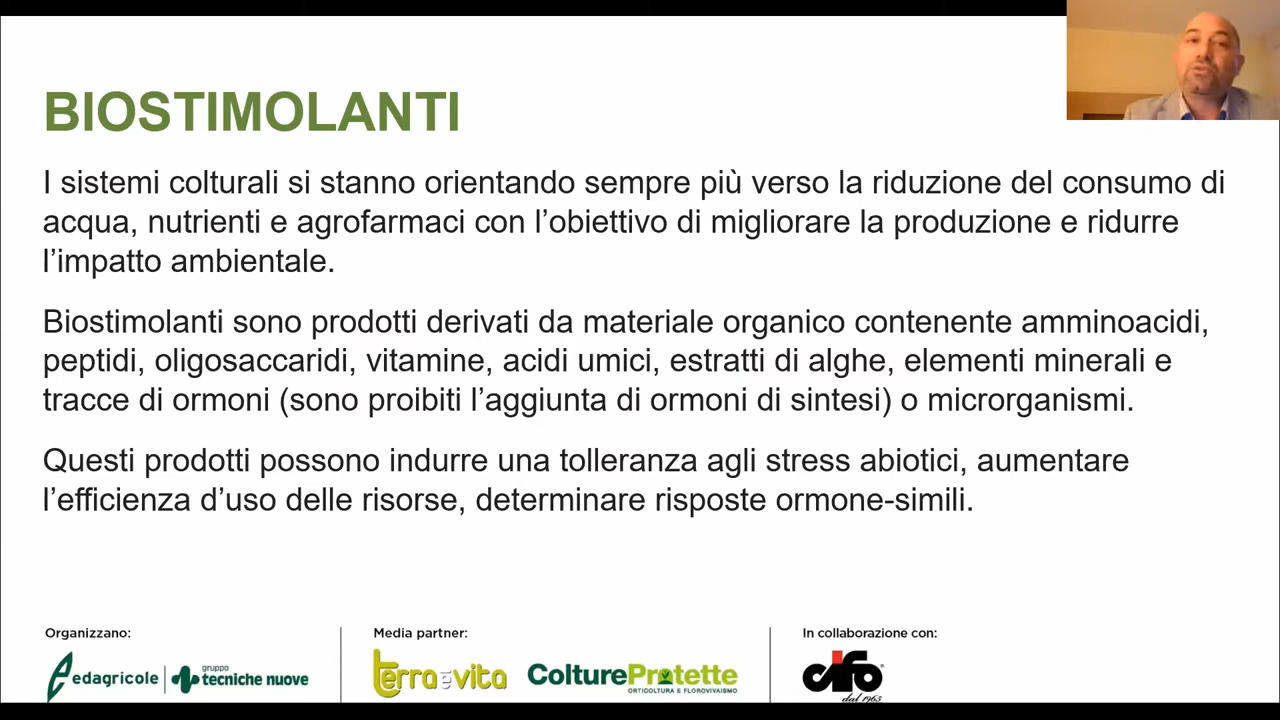 BIOSTIMOLANTI
I sistemi colturali si stanno orientando sempre più verso la riduzione del consumo di
acqua, nutrienti e agrofarmaci con l’obiettivo di migliorare la produzione e ridurre
l’impatto ambientale.
Biostimolanti sono prodotti derivati da materiale organico contenente amminoacidi,
peptidi, oligosaccaridi, vitamine, acidi umici, estratti di alghe, elementi minerali e
tracce di ormoni (sono proibiti l’aggiunta di ormoni di sintesi) o microrganismi.
Questi prodotti possono indurre una tolleranza agli stress abiotici, aumentare
l’efficienza d’uso delle risorse, determinare risposte ormone-simili.
Organizzano:
edagricole
gruppo
tecniche nuove
Media partner:
terra e vita
ColtureProtette
ORTICOLTURA E FLOROVIVAISMO
In collaborazione con:
cifo®
dal 1965